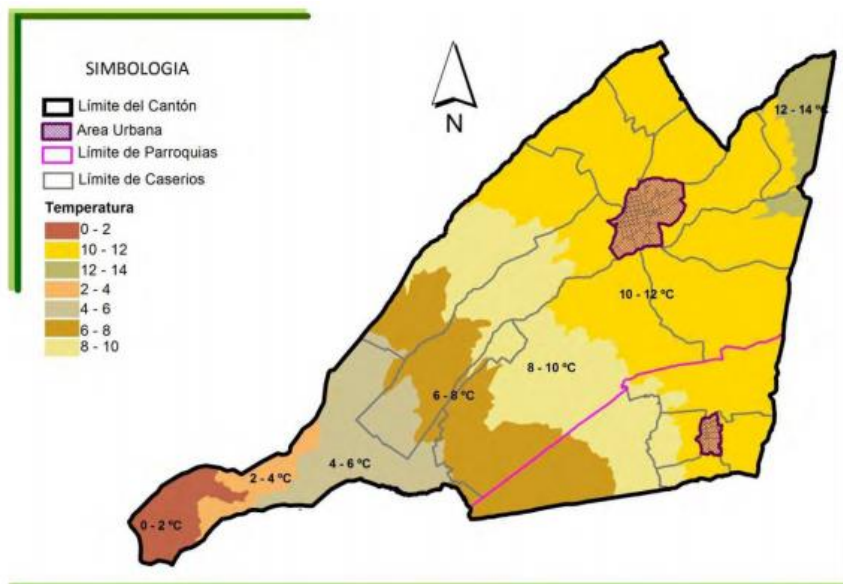 SIMBOLOGIA
Límite del Cantón
Area Urbana
Límite de Parroquias
Límite de Caserios
Temperatura
0 - 2
10 - 12
12 - 14
2 - 4
4 - 6
6 - 8
8 - 10
N
12 - 14 ºC
10 - 12 ºC
8 - 10 ºC
6 - 8 ºC
4 - 6 ºC
2 - 4 ºC
0 - 2 ºC